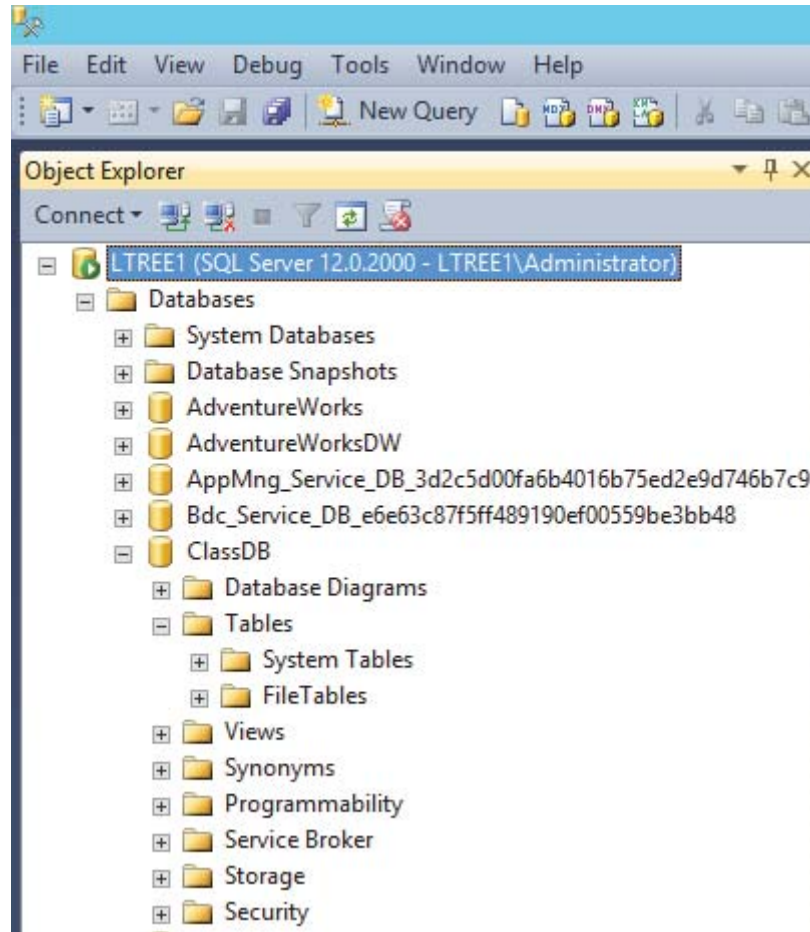 File Edit View Debug Tools Window Help
New Query
Object Explorer
Connect
LTREE1 (SQL Server 12.0.2000 - LTREE1\Administrator)
Databases
System Databases
Database Snapshots
AdventureWorks
AdventureWorksDW
AppMng_Service_DB_3d2c5d00fa6b4016b75ed2e9d746b7c9
Bdc_Service_DB_e6e63c87f5ff489190ef00559be3bb48
ClassDB
Database Diagrams
Tables
System Tables
FileTables
Views
Synonyms
Programmability
Service Broker
Storage
Security